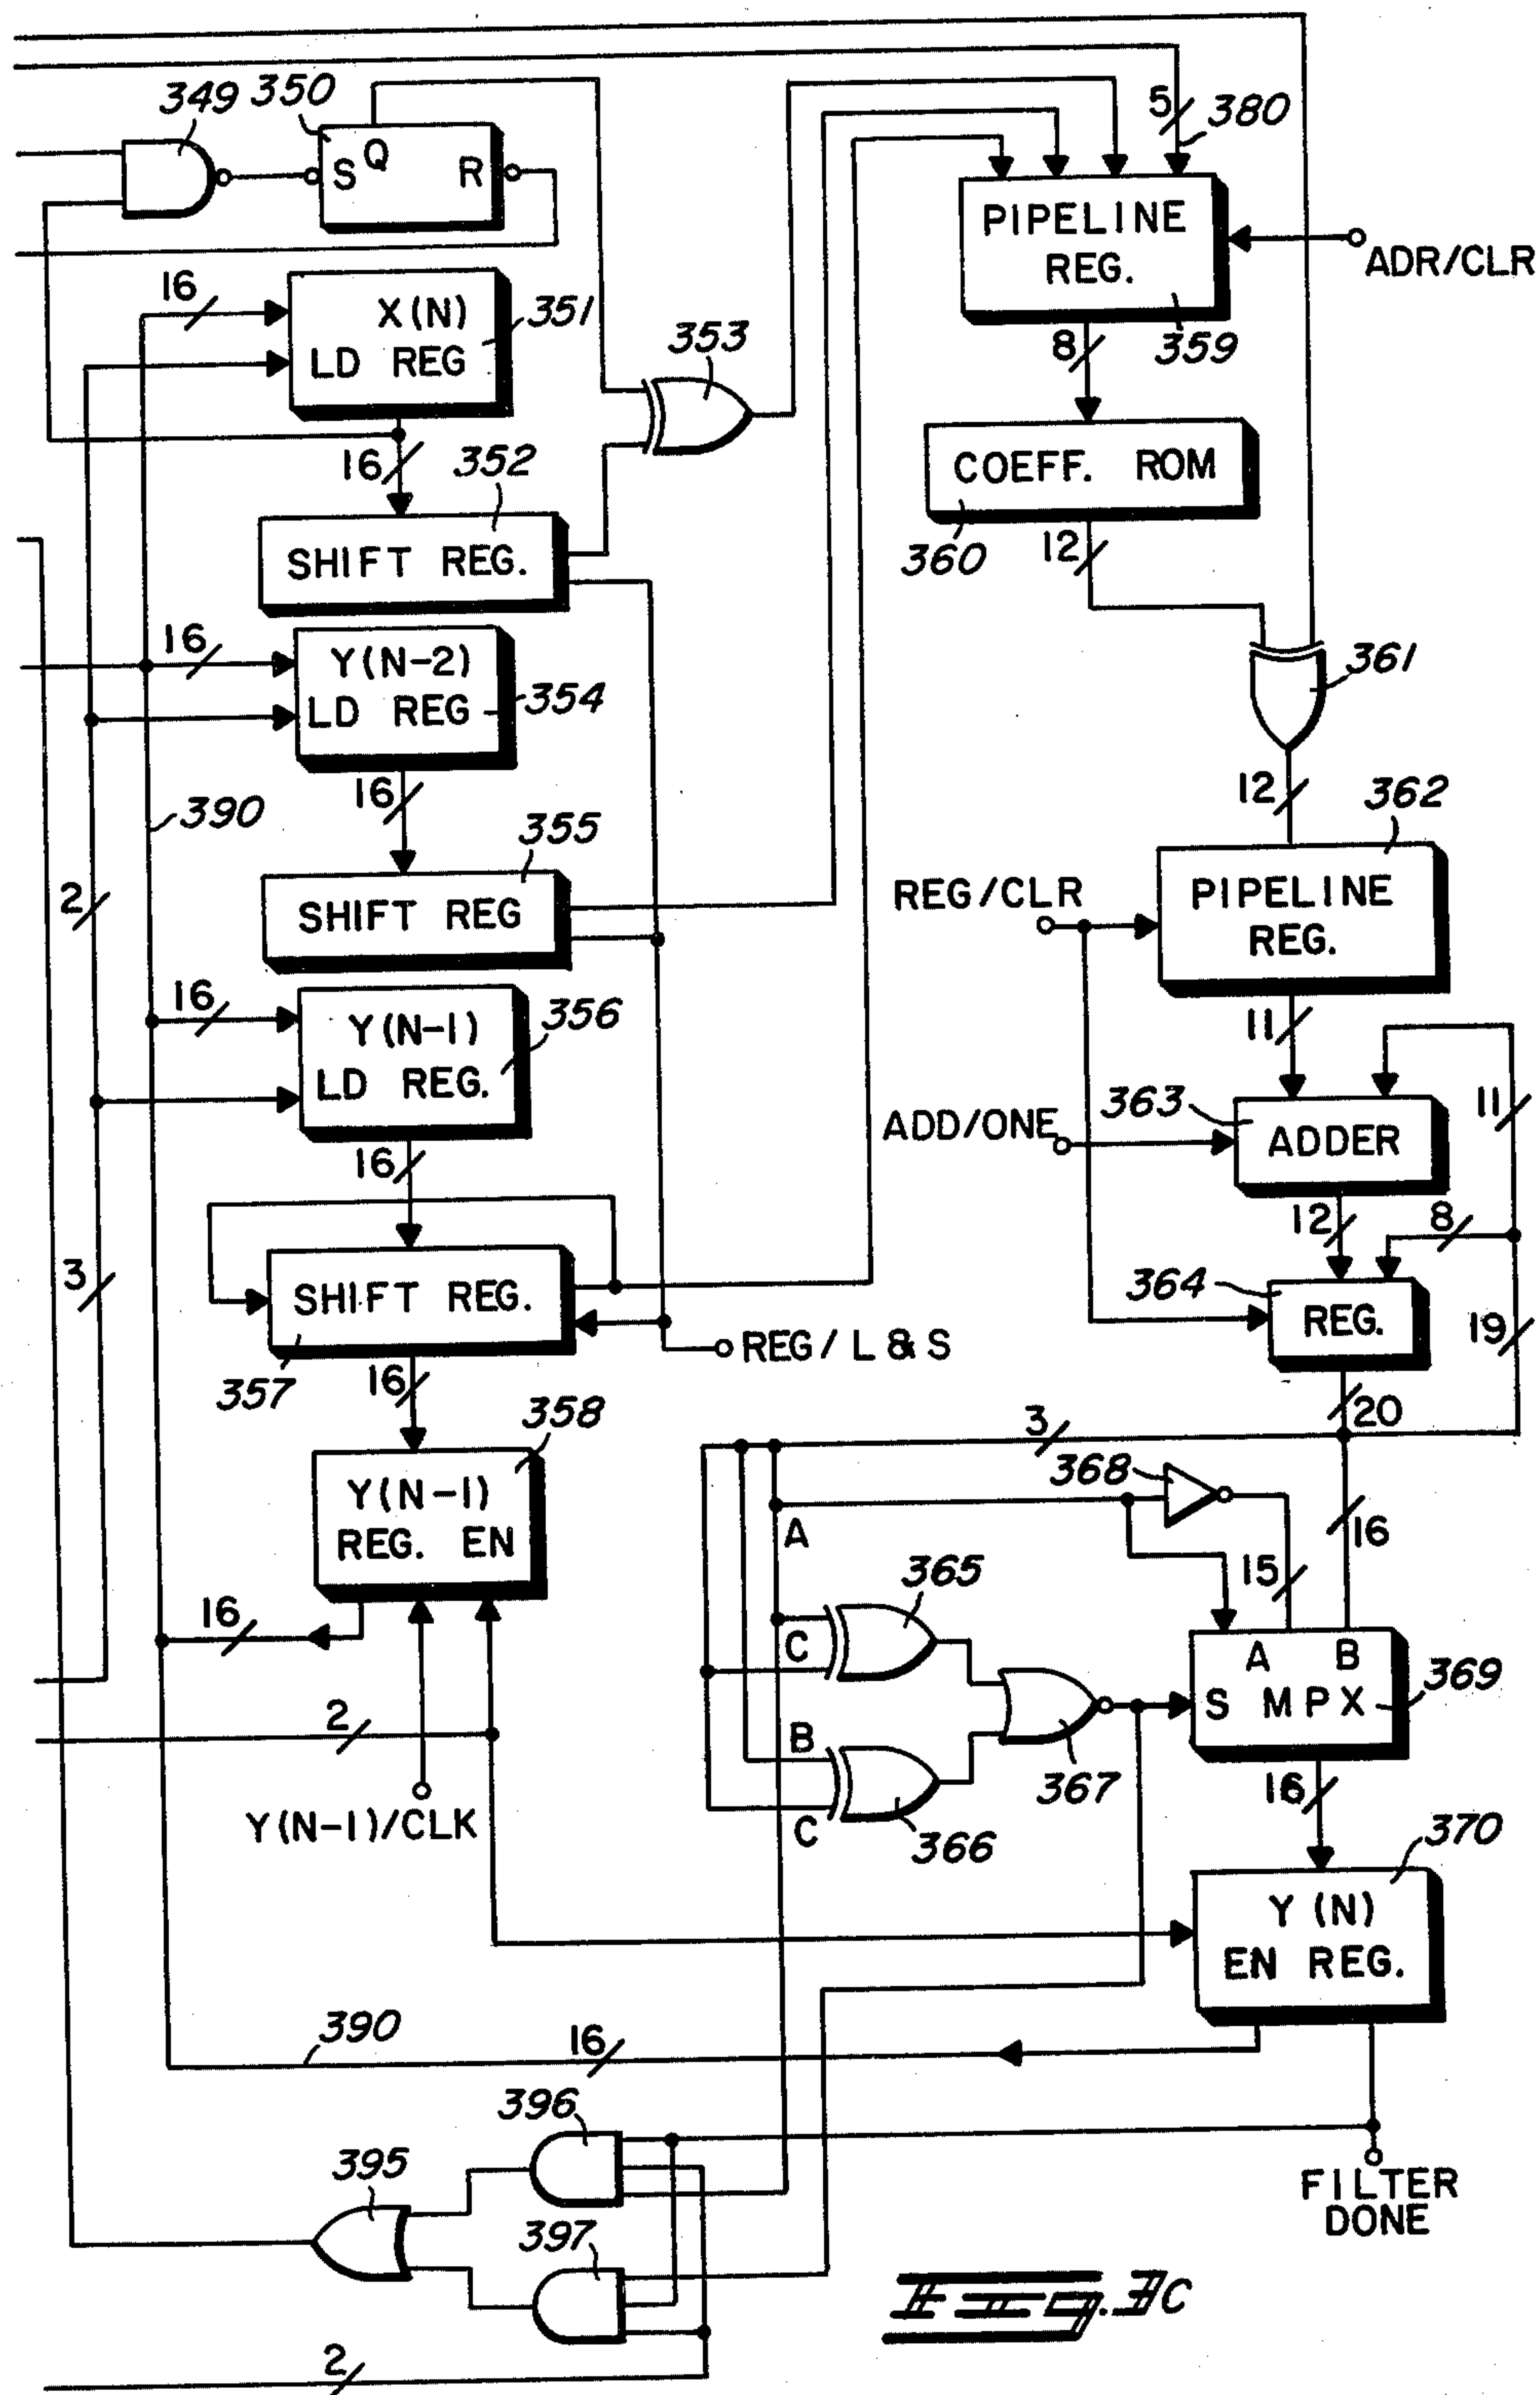 349 350
S Q R
5 380
PIPELINE
REG.
359
ADR/CLR
16
X(N)
LD REG
351
353
8
16
352
COEFF. ROM
360
12
SHIFT REG.
16
Y(N-2)
LD REG
354
361
16
390
12
362
355
2
SHIFT REG
REG/CLR
PIPELINE
REG.
16
Y(N-1)
LD REG.
356
11
11
ADD/ONE
363
ADDER
16
12
8
3
SHIFT REG.
357
364
REG.
19
REG/L&S
16
358
20
3
Y(N-1)
REG. EN
368
A
16
15
365
16
C
A B
S MPX
369
2
B
367
16
Y(N-1)/CLK
C
366
370
Y(N)
EN REG.
390
16
396
395
FILTER
DONE
397
Fig. 3C
2